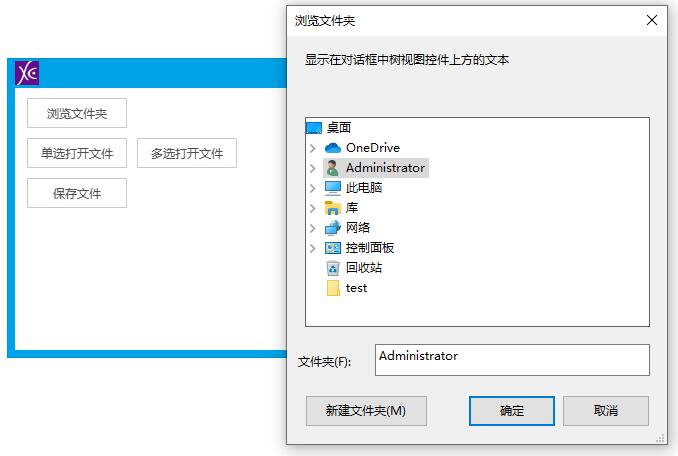 浏览文件夹
单选打开文件
多选打开文件
保存文件
浏览文件夹
显示在对话框中树视图控件上方的文本
桌面
OneDrive
Administrator
此电脑
库
网络
控制面板
回收站
test
文件夹(F):
Administrator
新建文件夹(M)
确定
取消